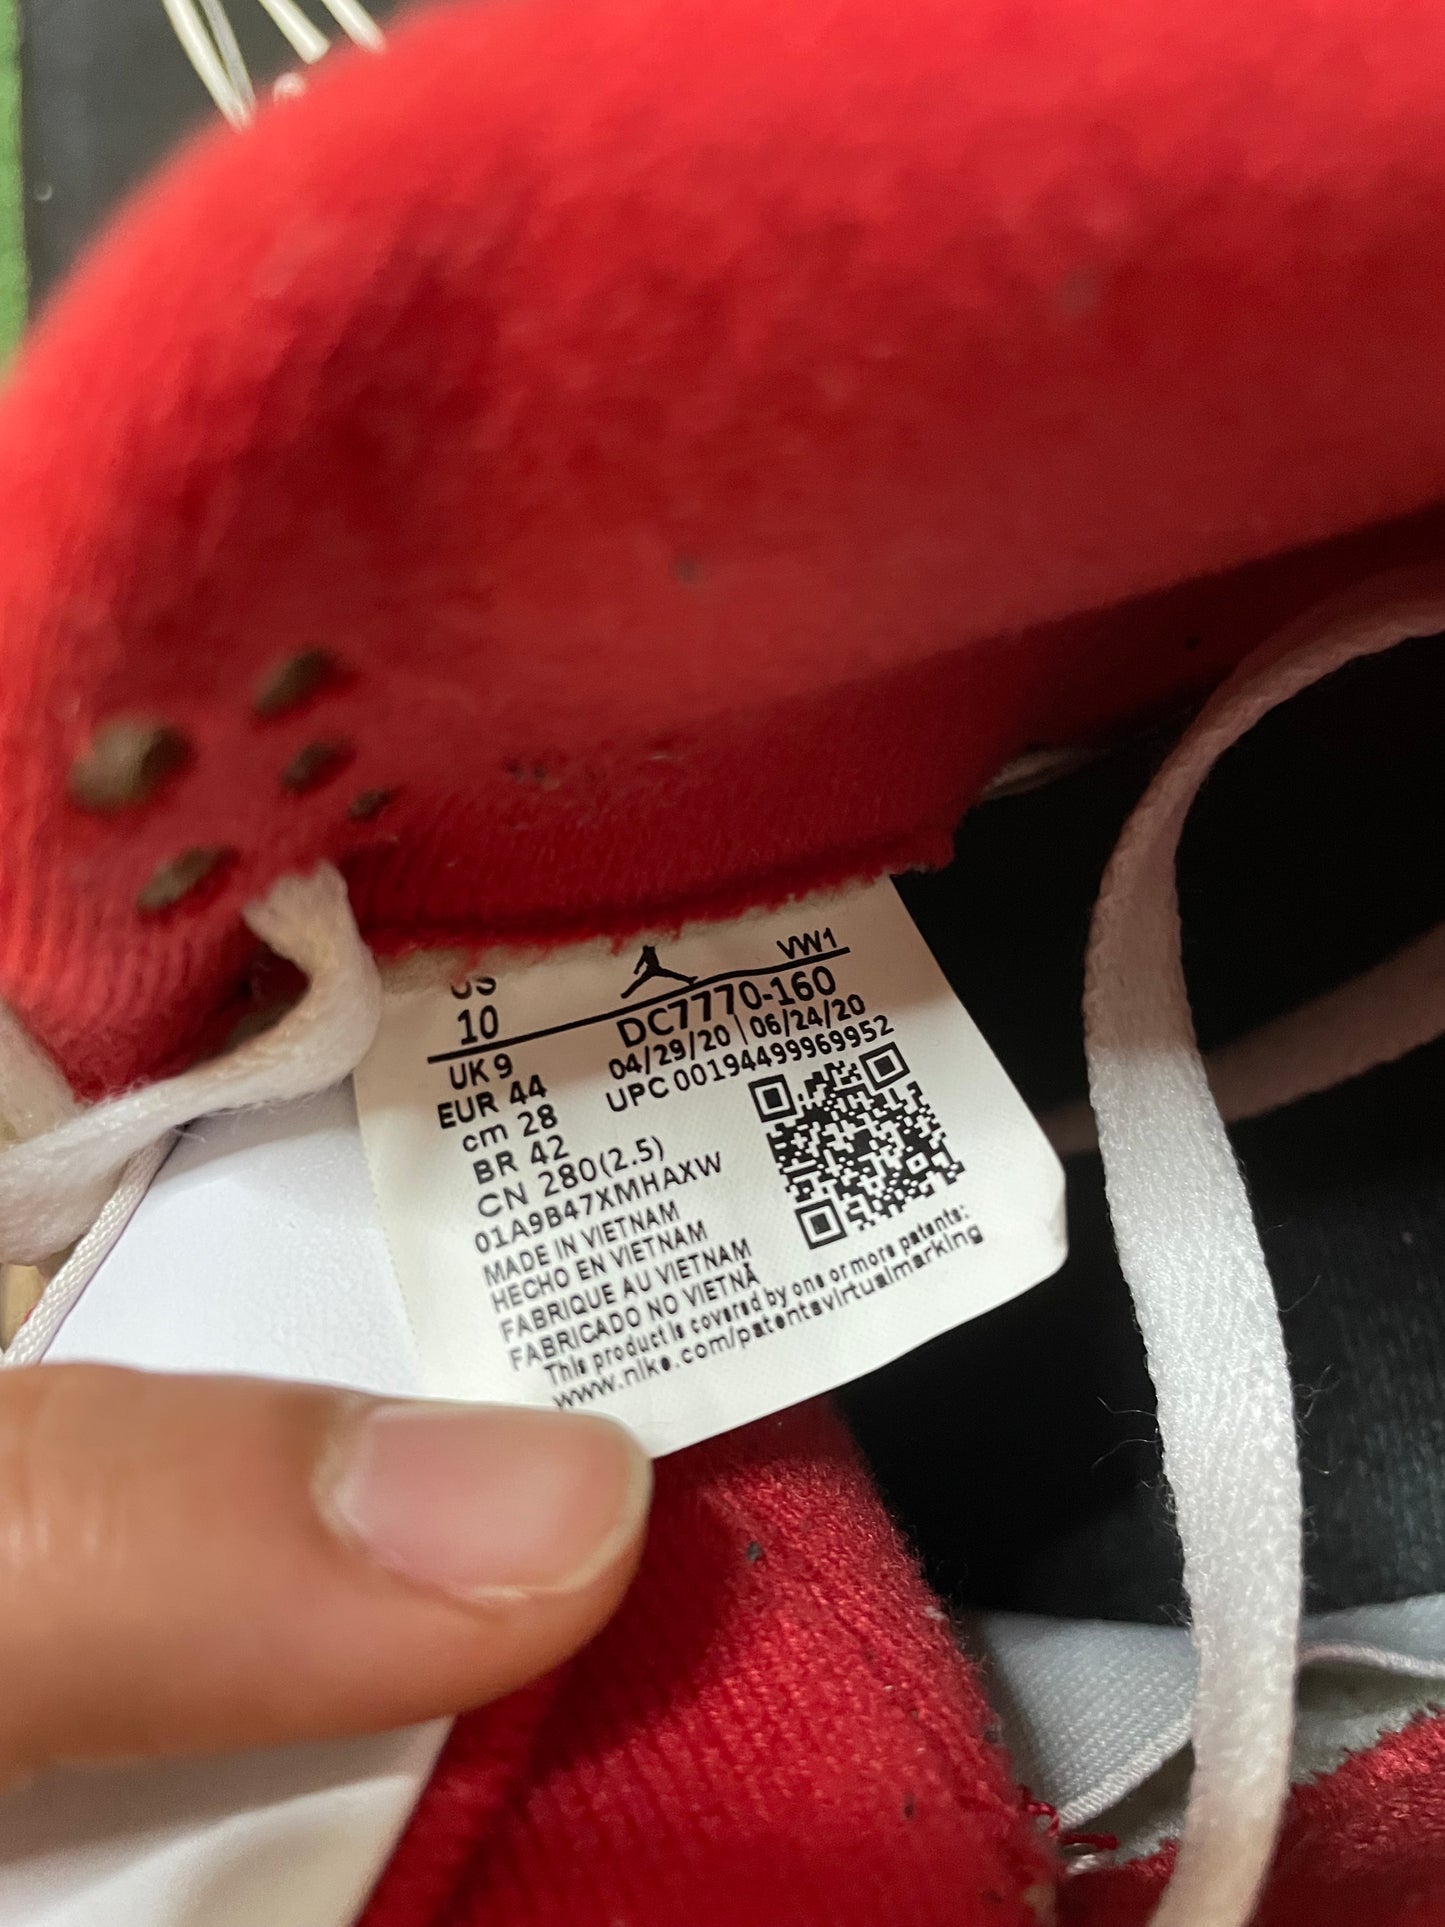 US
10
VW1
DC7770-160
04/29/20 | 06/24/20
UPC 00194499969952
UK 9
EUR 44
cm 28
BR 42
CN 280(2.5)
01A9B47XMHAXW
MADE IN VIETNAM
HECHO EN VIETNAM
FABRIQUE AU VIETNAM
FABRICADO NO VIETNÃ
This product is covered by one or more patents:
www.nike.com/patentsvirtualmarking